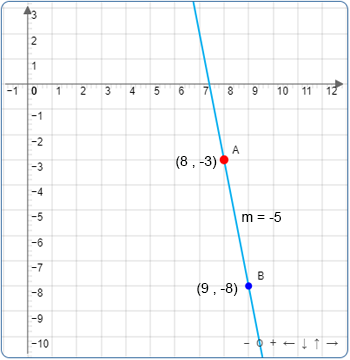 3
2
1
−1 0 1 2 3 4 5 6 7 8 9 10 11 12
−1
−2
A
(8 , -3)
−3
−4
−5
m = -5
−6
−7
B
(9 , -8)
−8
−9
− o + ← ↓ ↑ →
−10